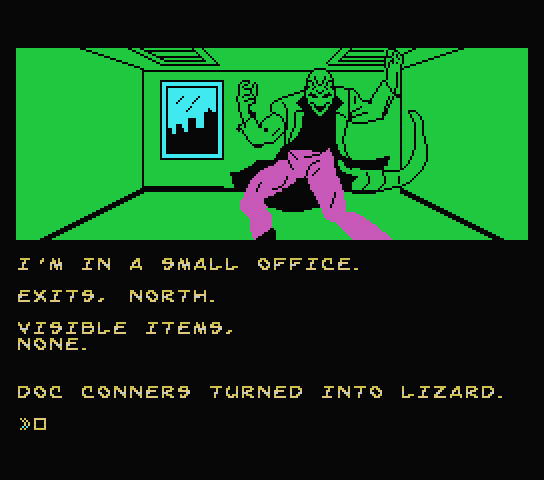 I'M IN A SMALL OFFICE.
EXITS, NORTH.
VISIBLE ITEMS,
NONE.
DOC CONNERS TURNED INTO LIZARD.
»□